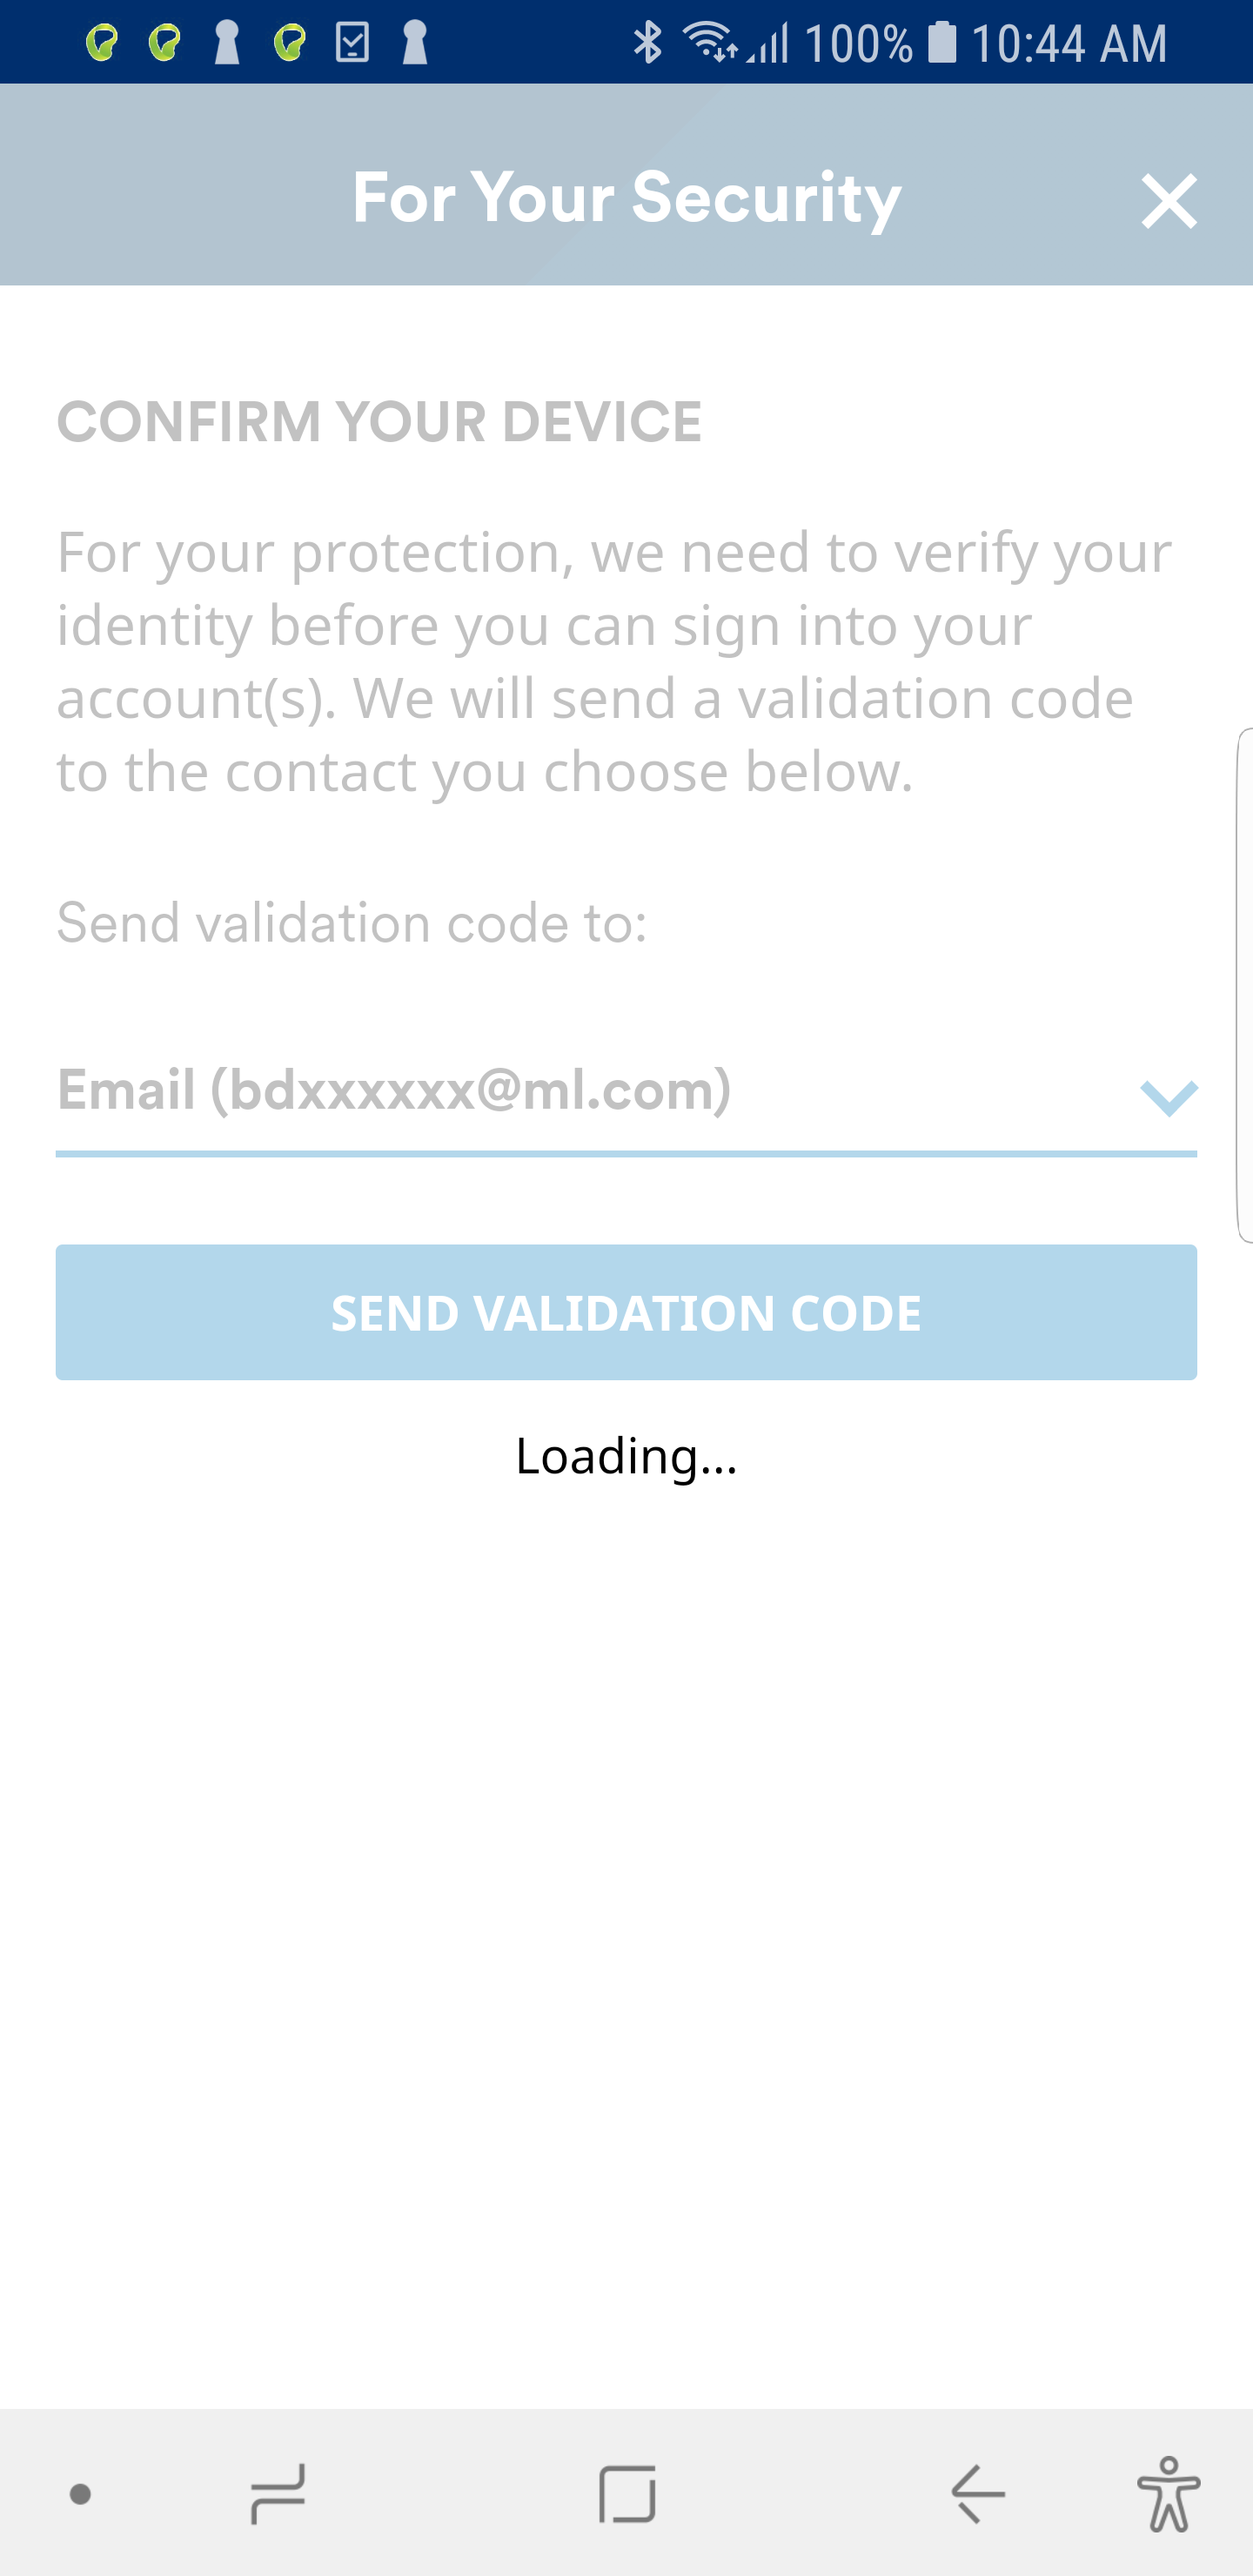 100% 10:44 AM
For Your Security
CONFIRM YOUR DEVICE
For your protection, we need to verify your
identity before you can sign into your
account(s). We will send a validation code
to the contact you choose below.
Send validation code to:
Email (bdxxxxxx@ml.com)
SEND VALIDATION CODE
Loading...